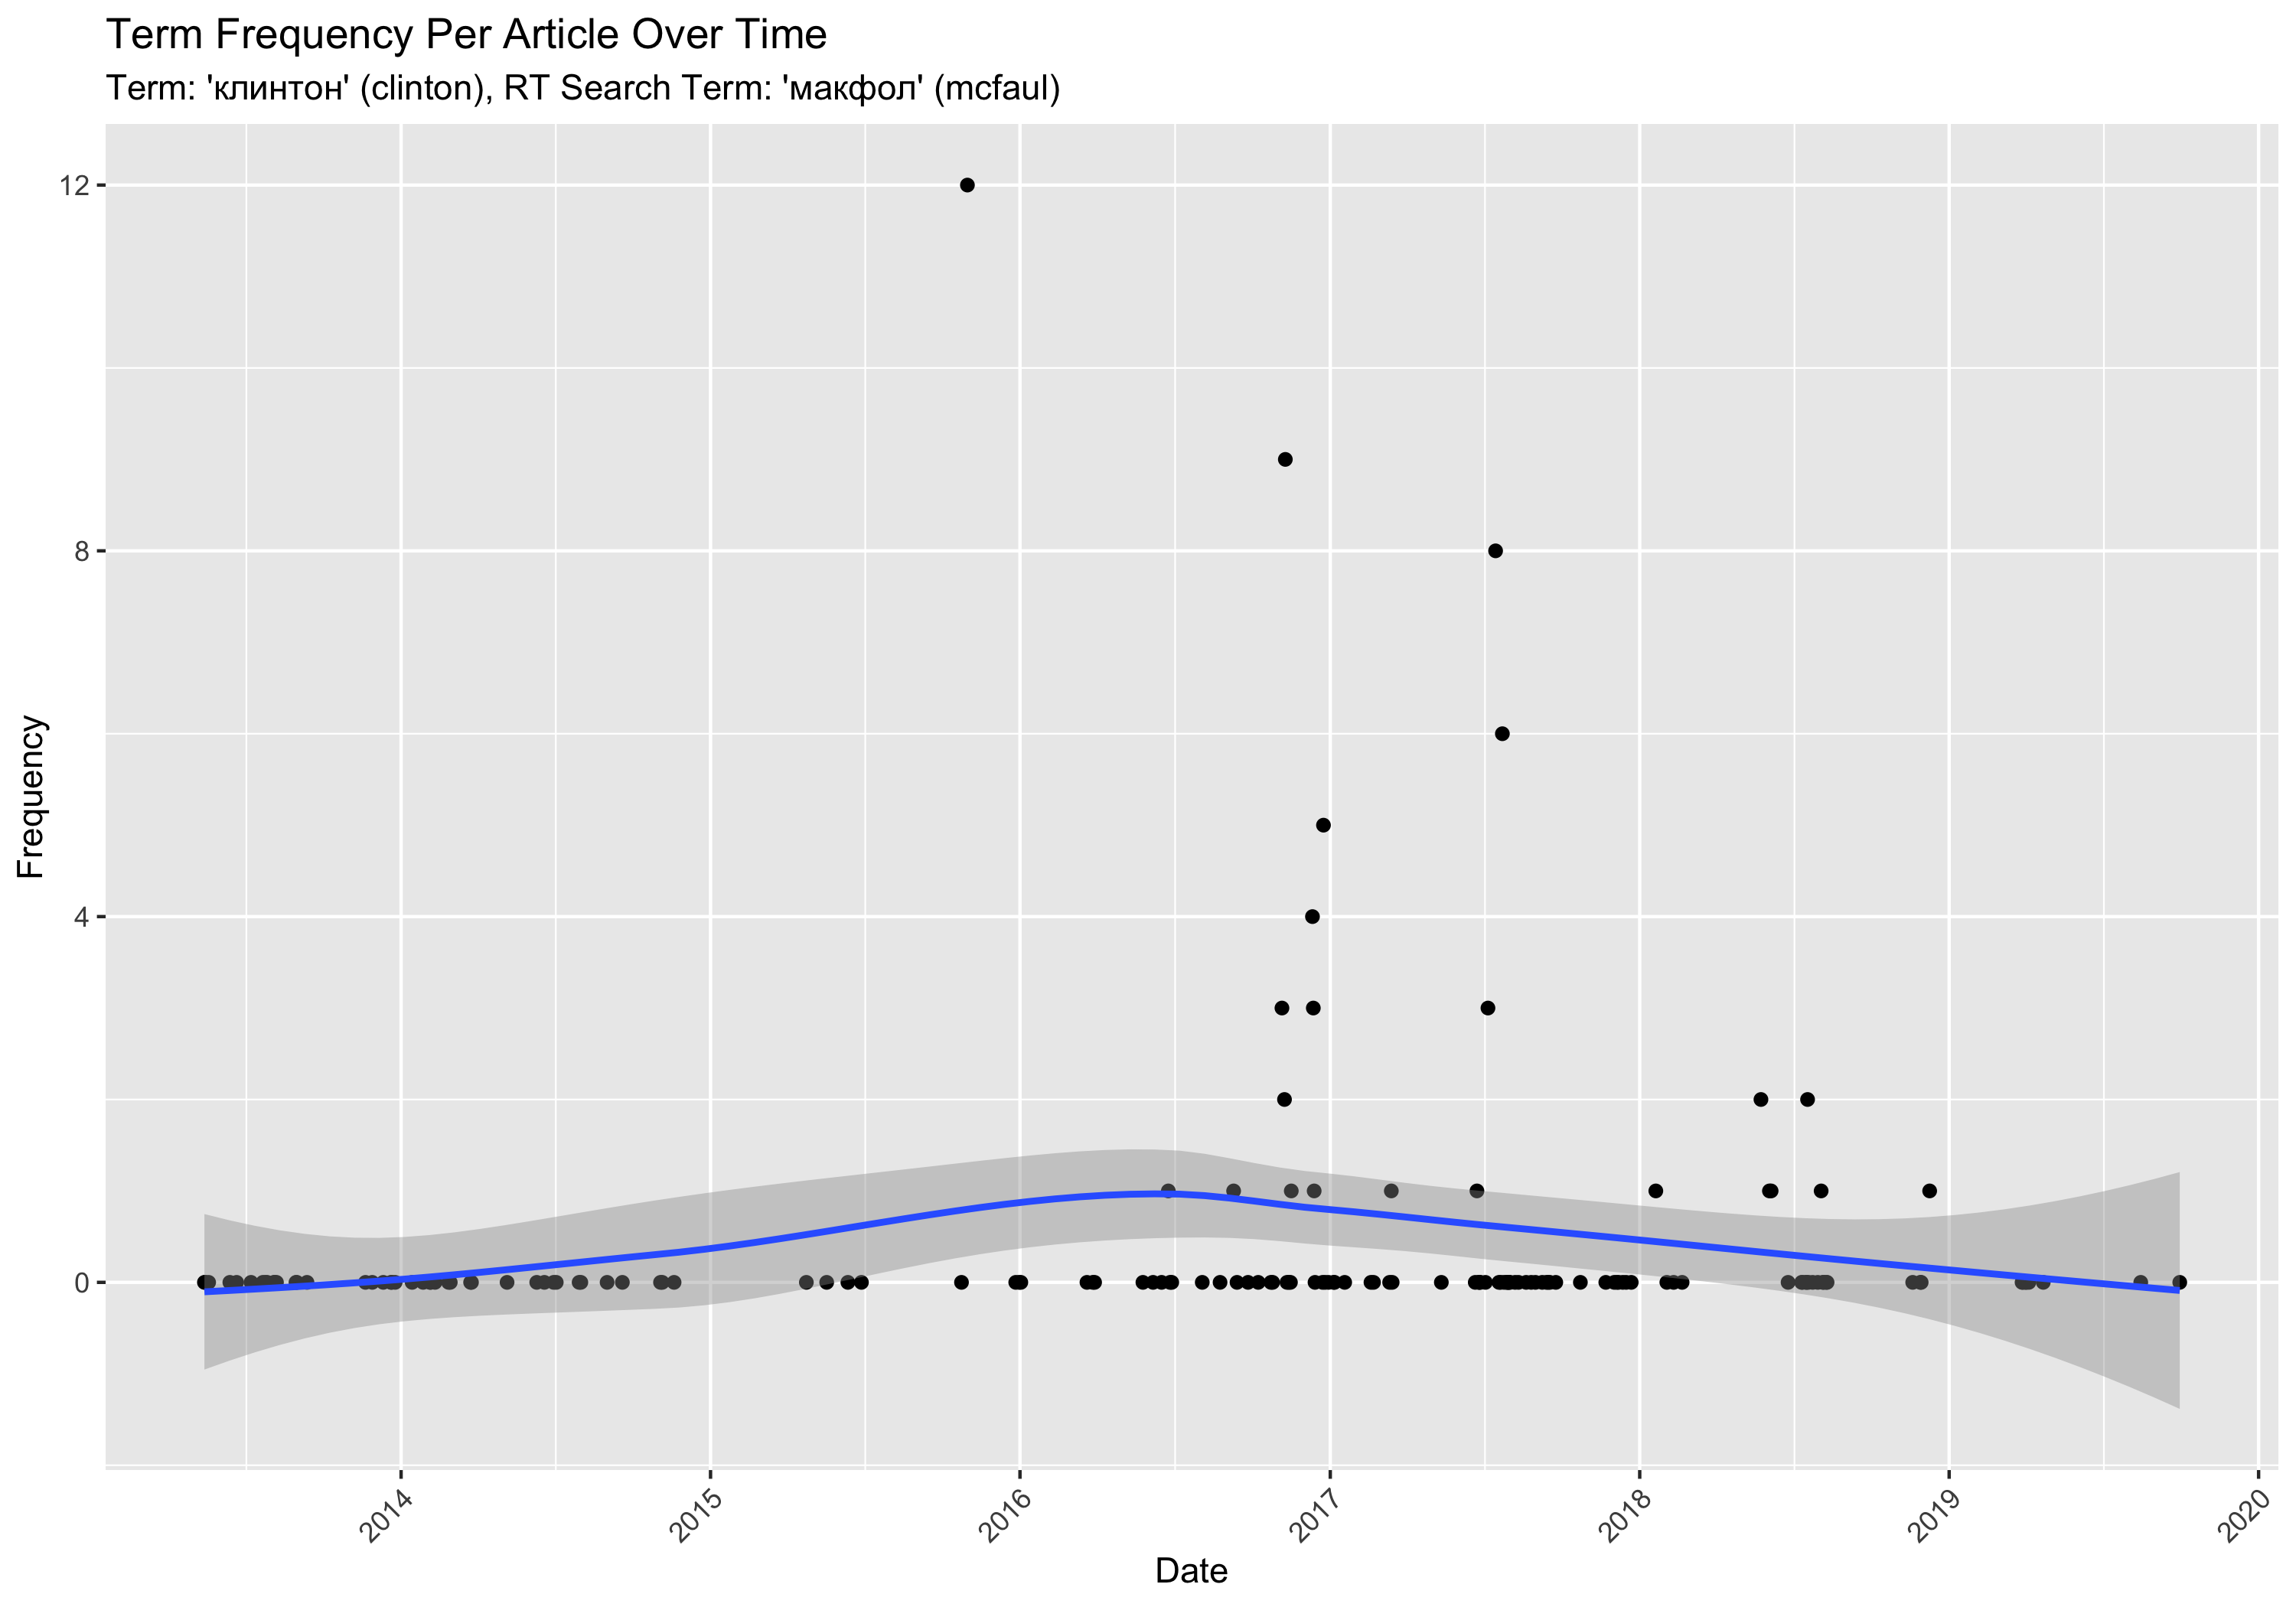 Term Frequency Per Article Over Time
Term: 'клинтон' (clinton), RT Search Term: 'макфол' (mcfaul)
12
8
4
0
Frequency
2014
2015
2016
2017
2018
2019
2020
Date